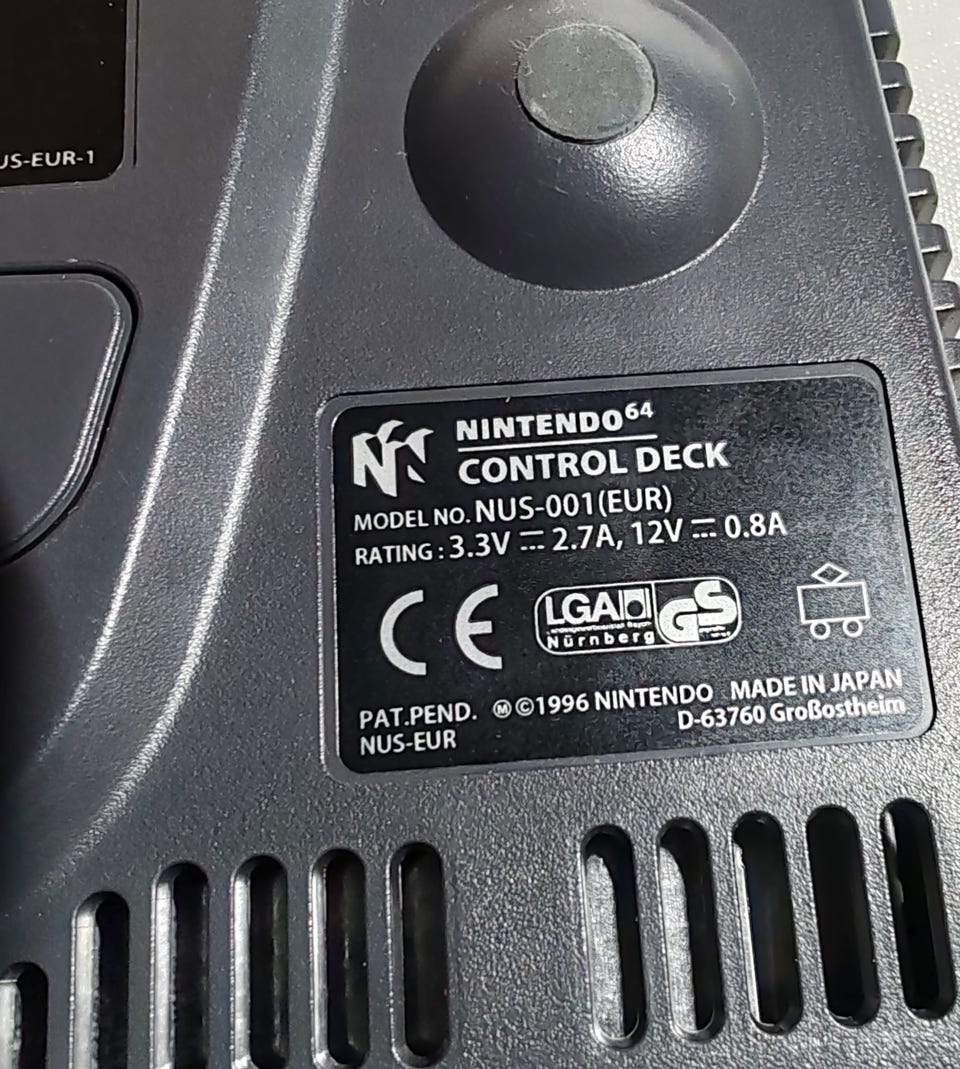 US-EUR-1
NINTENDO64
CONTROL DECK
MODEL NO. NUS-001(EUR)
RATING : 3.3V ⎓ 2.7A, 12V ⎓ 0.8A
CE
LGA
Nürnberg
GS
PAT.PEND. Ⓜ©1996 NINTENDO MADE IN JAPAN
NUS-EUR D-63760 Großostheim